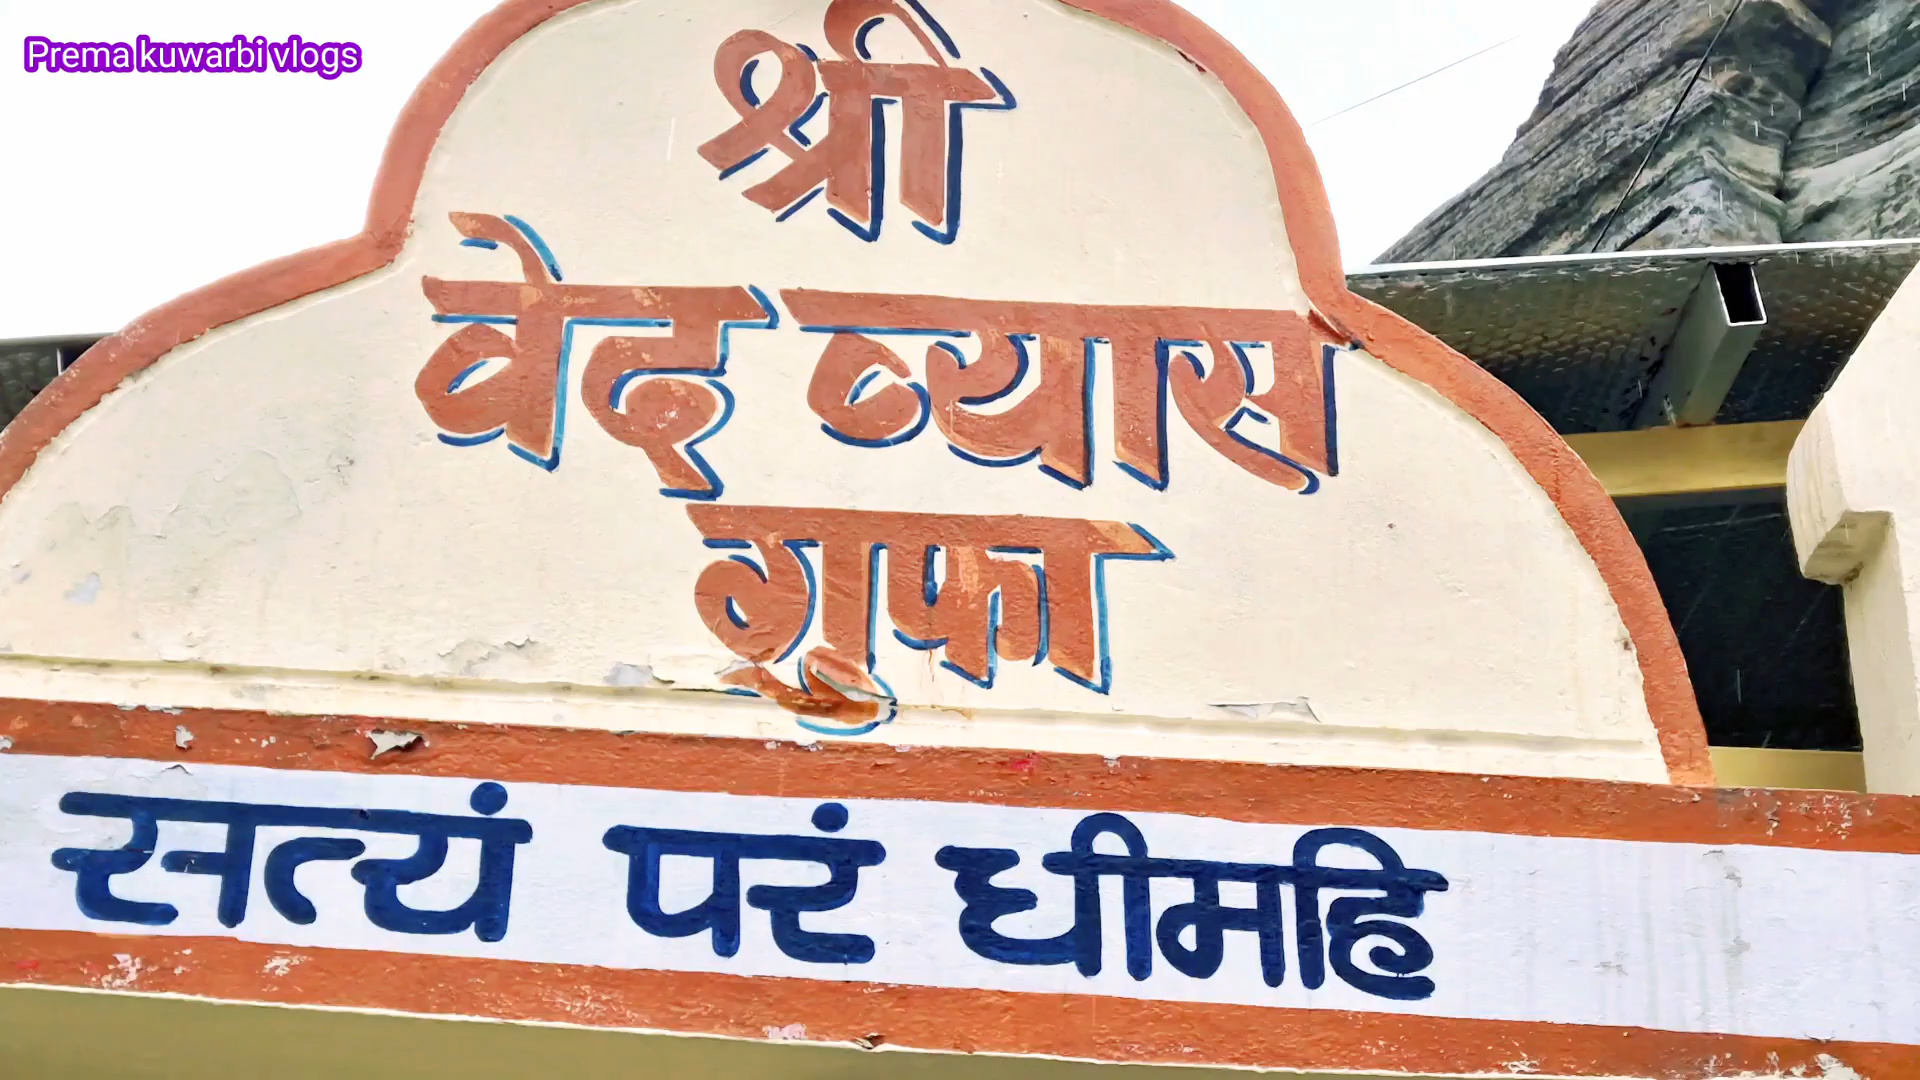 Prema kuwarbi vlogs
श्री
वेद व्यास
गुफा
सत्यं परं धीमहि